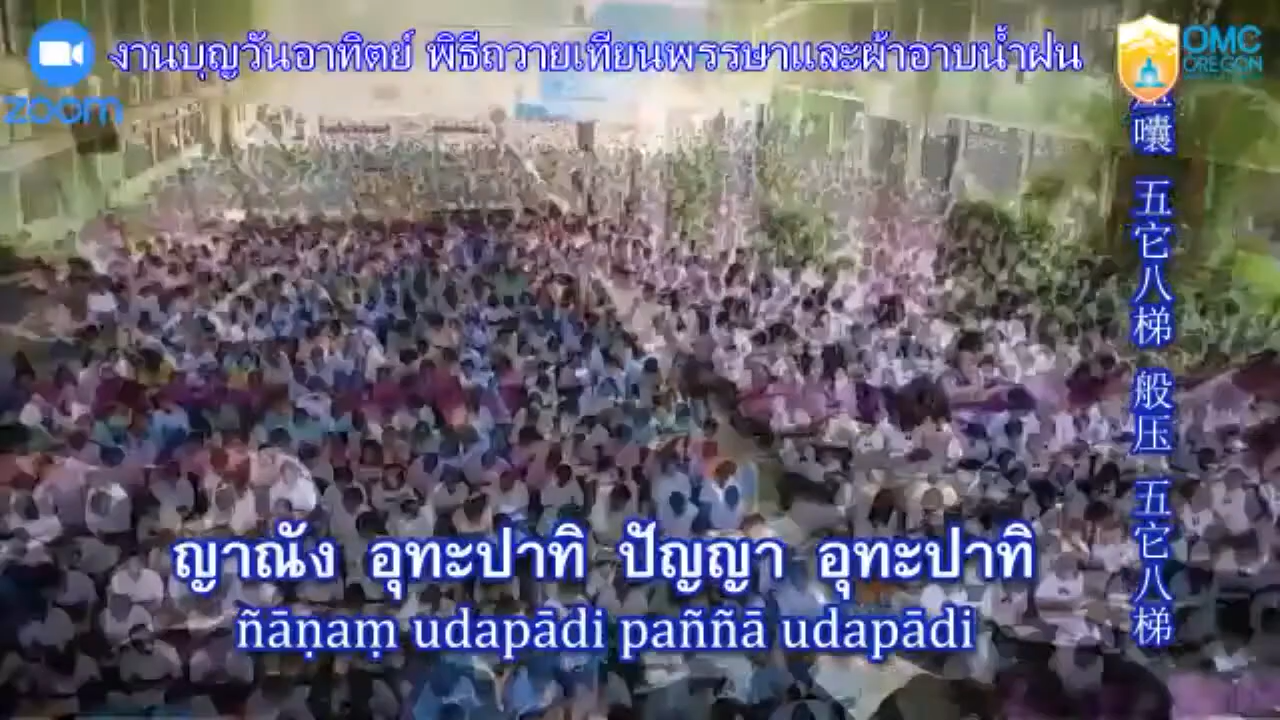 งานบุญวันอาทิตย์ พิธีถวายเทียนพรรษาและผ้าอาบน้ำฝน
zoom
OMC
OREGON
囔 五它八梯 般压 五它八梯
ญาณัง อุทะปาทิ ปัญญา อุทะปาทิ
ñāṇaṃ udapādi paññā udapādi